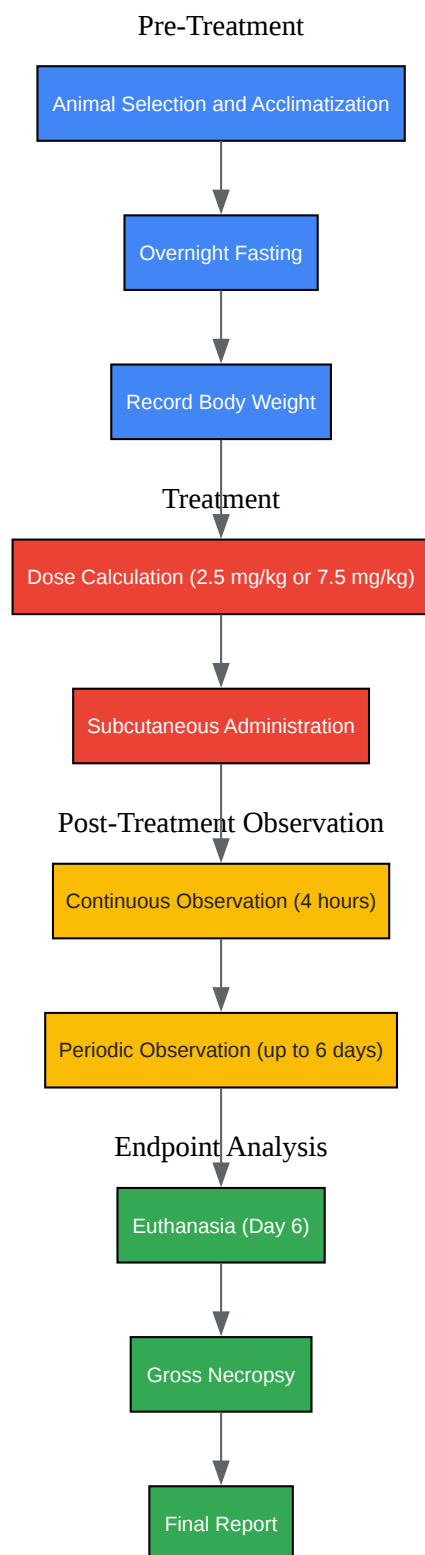 Pre-Treatment
Animal Selection and Acclimatization
Overnight Fasting
Record Body Weight
Treatment
Dose Calculation (2.5 mg/kg or 7.5 mg/kg)
Subcutaneous Administration
Post-Treatment Observation
Continuous Observation (4 hours)
Periodic Observation (up to 6 days)
Endpoint Analysis
Euthanasia (Day 6)
Gross Necropsy
Final Report